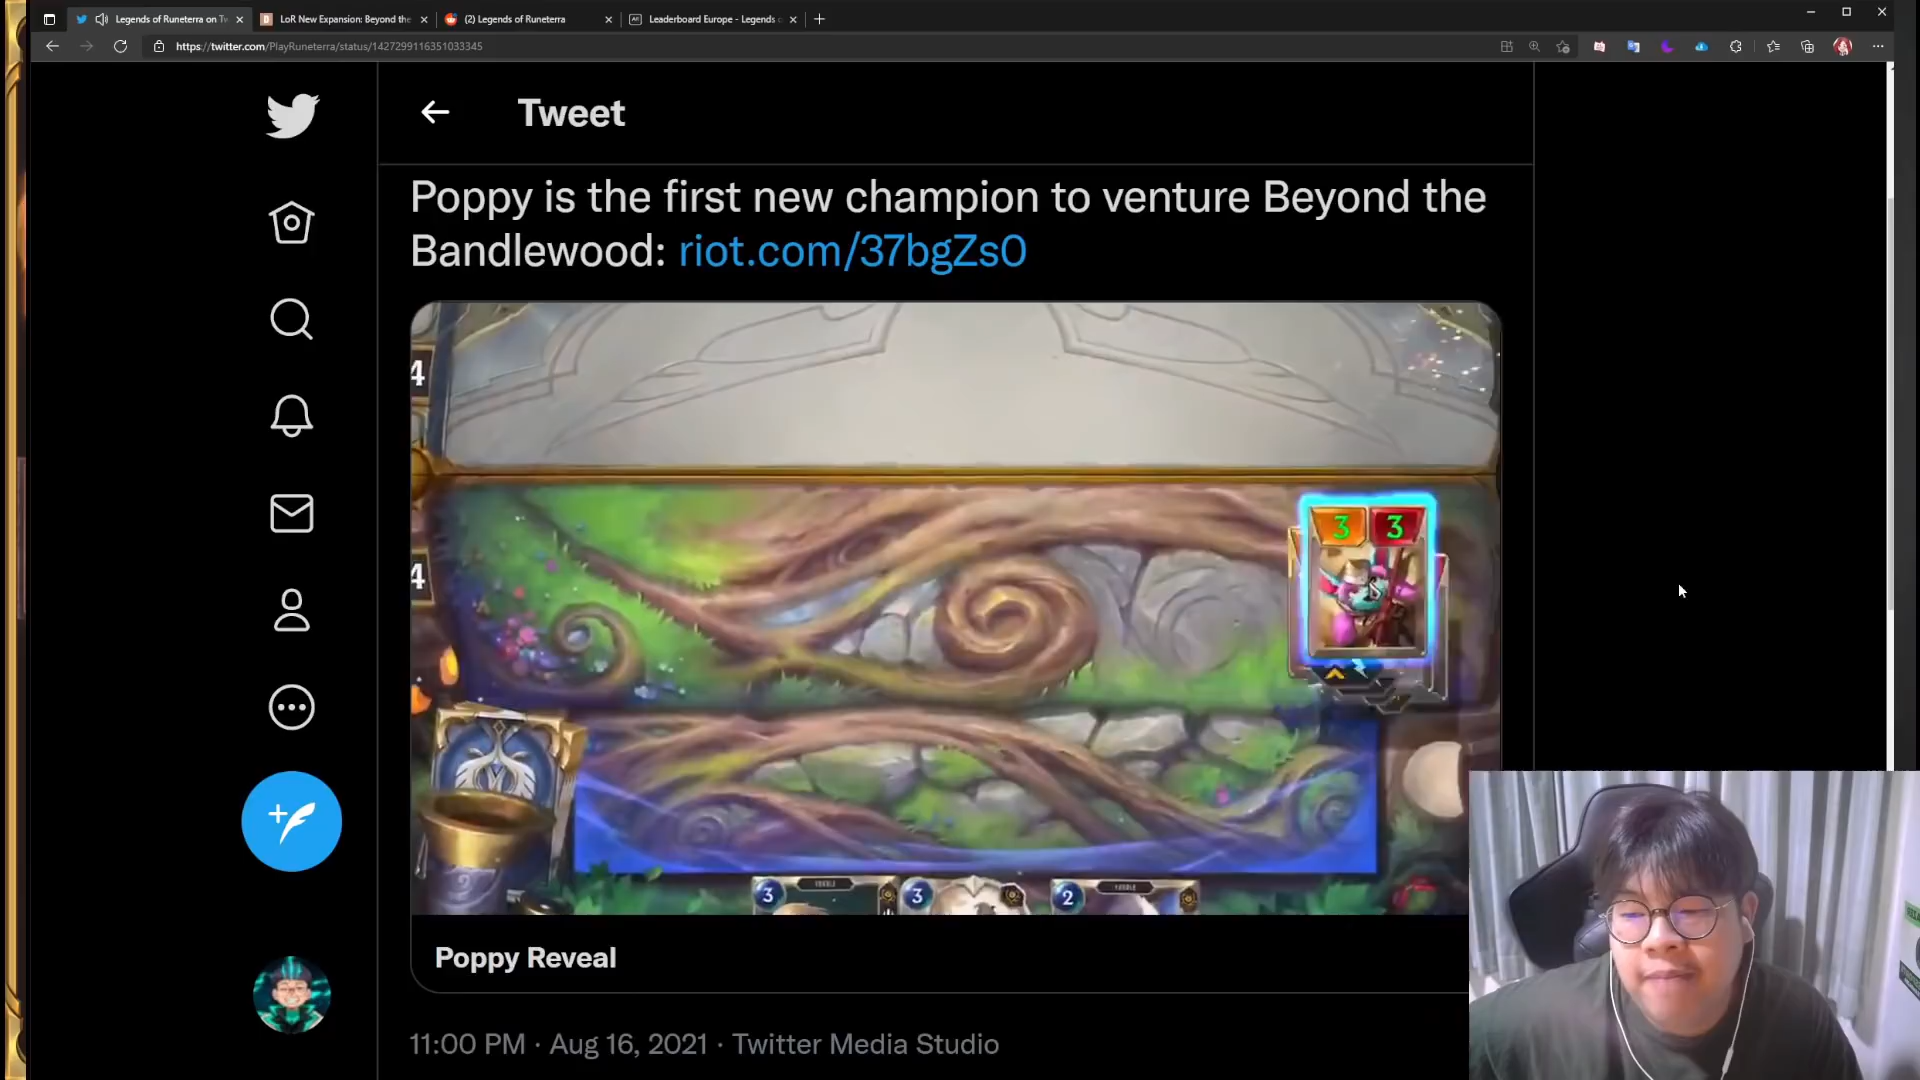 Legends of Runeterra on Tw
LoR New Expansion: Beyond the
(2) Legends of Runeterra
Leaderboard Europe - Legends
https://twitter.com/PlayRuneterra/status/1427299116351033345
Tweet
Poppy is the first new champion to venture Beyond the
Bandlewood: riot.com/37bgZs0
4
3 3
4
3
3
2
Poppy Reveal
11:00 PM · Aug 16, 2021 · Twitter Media Studio